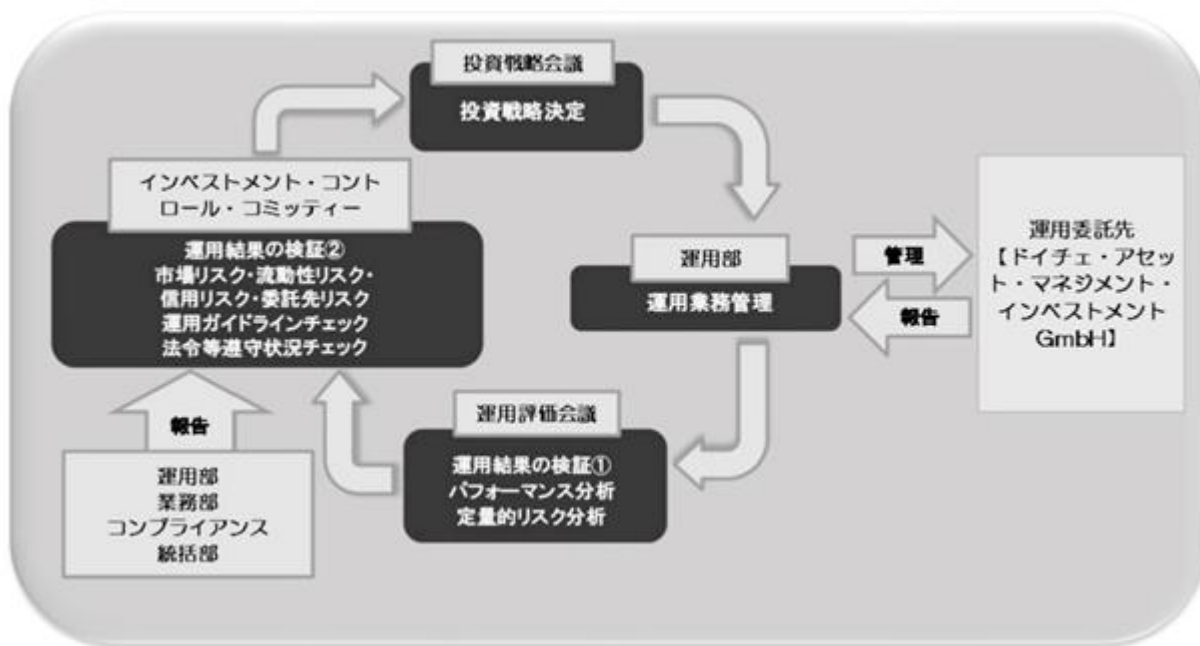 投資戦略会議
投資戦略決定
インベストメント・コント
ロール・コミッティー
運用結果の検証②
市場リスク・流動性リスク・
信用リスク・委託先リスク
運用ガイドラインチェック
法令等遵守状況チェック
運用部
運用業務管理
管理
報告
運用委託先
【ドイチェ・アセッ
ト・マネジメント・
インベストメント
GmbH】
運用評価会議
運用結果の検証①
パフォーマンス分析
定量的リスク分析
報告
運用部
業務部
コンプライアンス
統括部